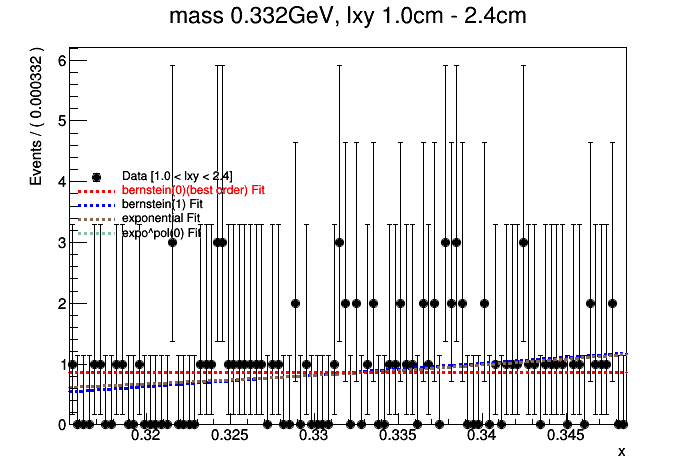 mass 0.332GeV, lxy 1.0cm - 2.4cm
Events / ( 0.000332 )
6
5
4
3
2
1
0
Data [1.0 < lxy < 2.4]
bernstein(0)(best order) Fit
bernstein(1) Fit
exponential Fit
expo^pol(0) Fit
0.32
0.325
0.33
0.335
0.34
0.345
x